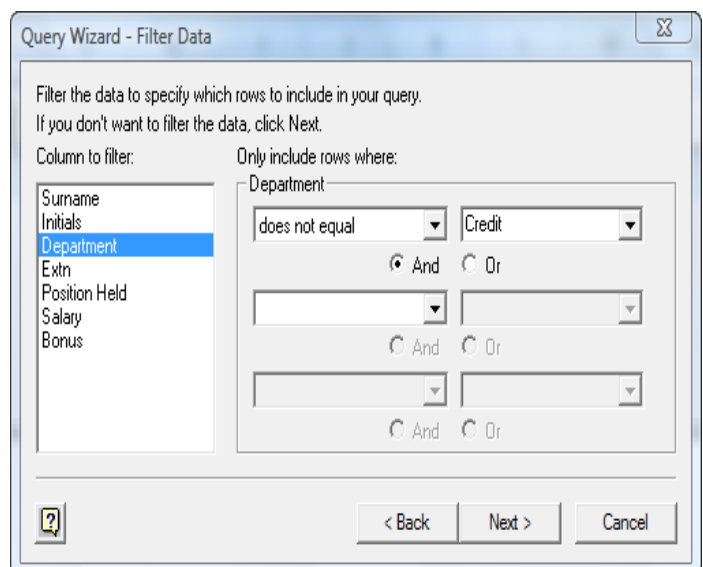 Query Wizard - Filter Data
Filter the data to specify which rows to include in your query.
If you don't want to filter the data, click Next.
Column to filter:
Only include rows where:
Surname
Initials
Department
Extn
Position Held
Salary
Bonus
Department
does not equal
Credit
And Or
And Or
And Or
?
< Back
Next >
Cancel